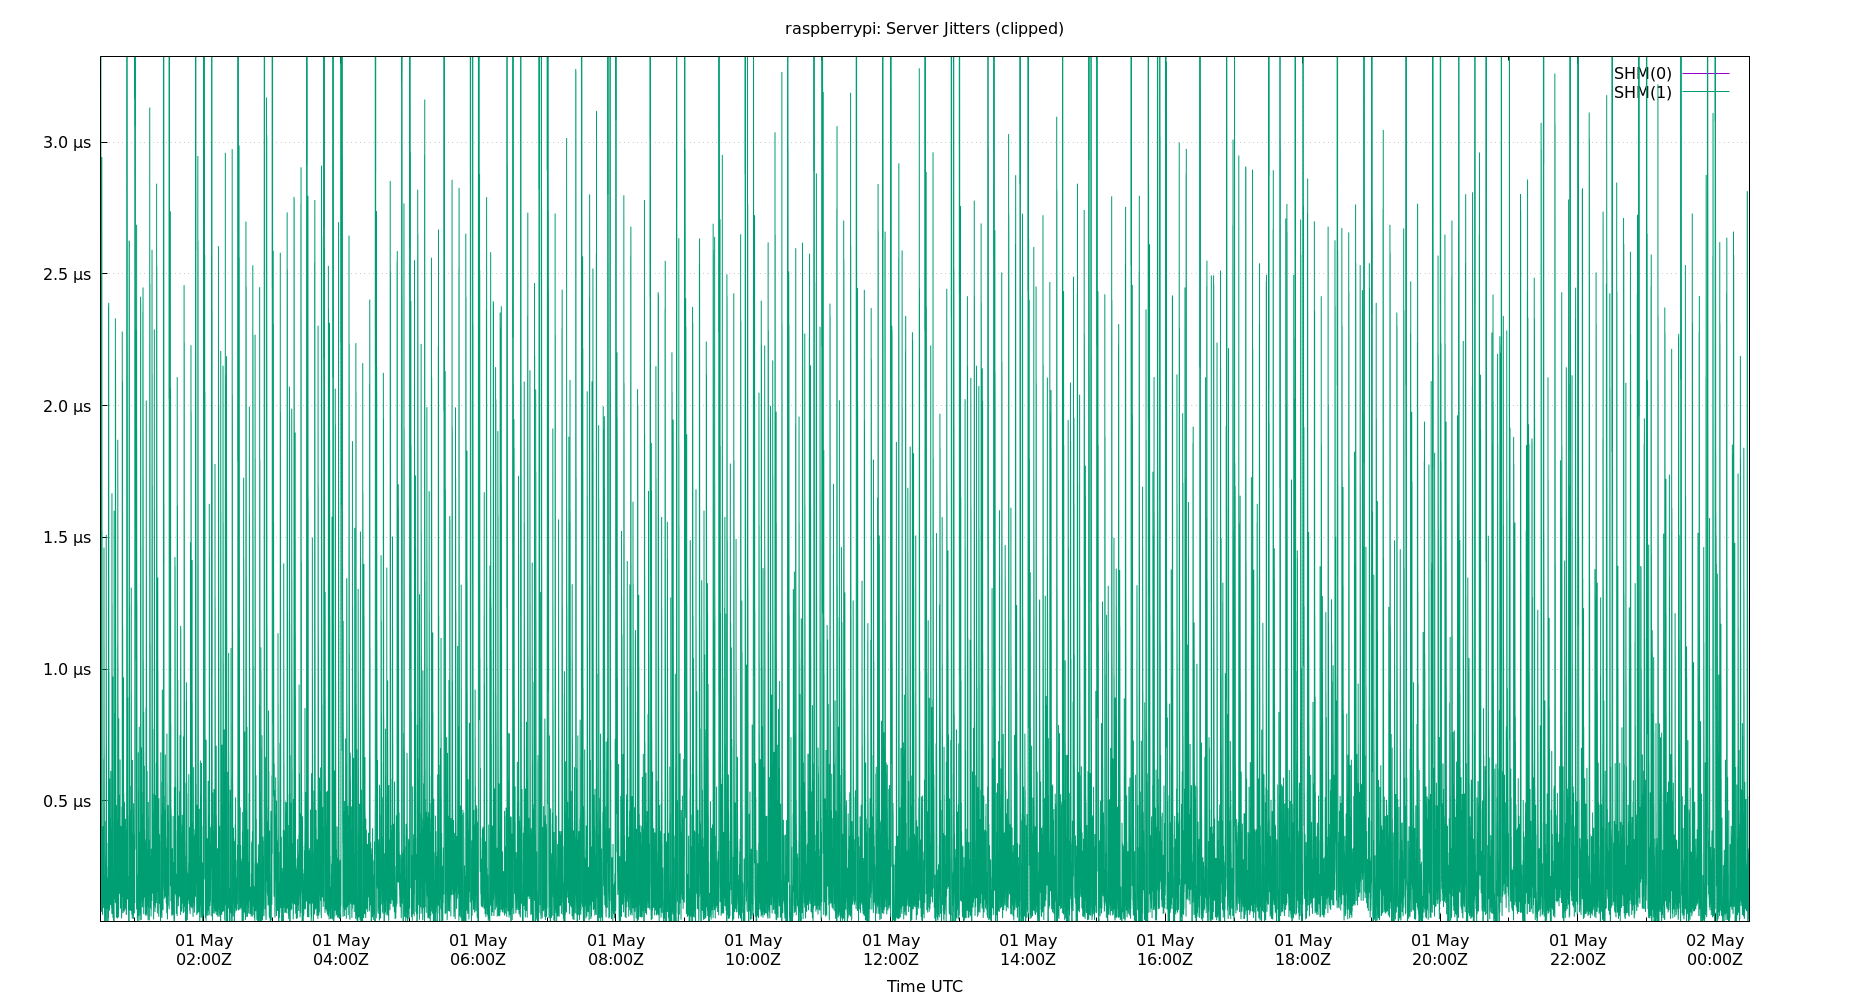 raspberrypi: Server Jitters (clipped)
SHM(0)
SHM(1)
3.0 µs
2.5 µs
2.0 µs
1.5 µs
1.0 µs
0.5 µs
01 May 01 May 01 May 01 May 01 May 01 May 01 May 01 May 01 May 01 May 01 May 02 May
02:00Z 04:00Z 06:00Z 08:00Z 10:00Z 12:00Z 14:00Z 16:00Z 18:00Z 20:00Z 22:00Z 00:00Z
Time UTC